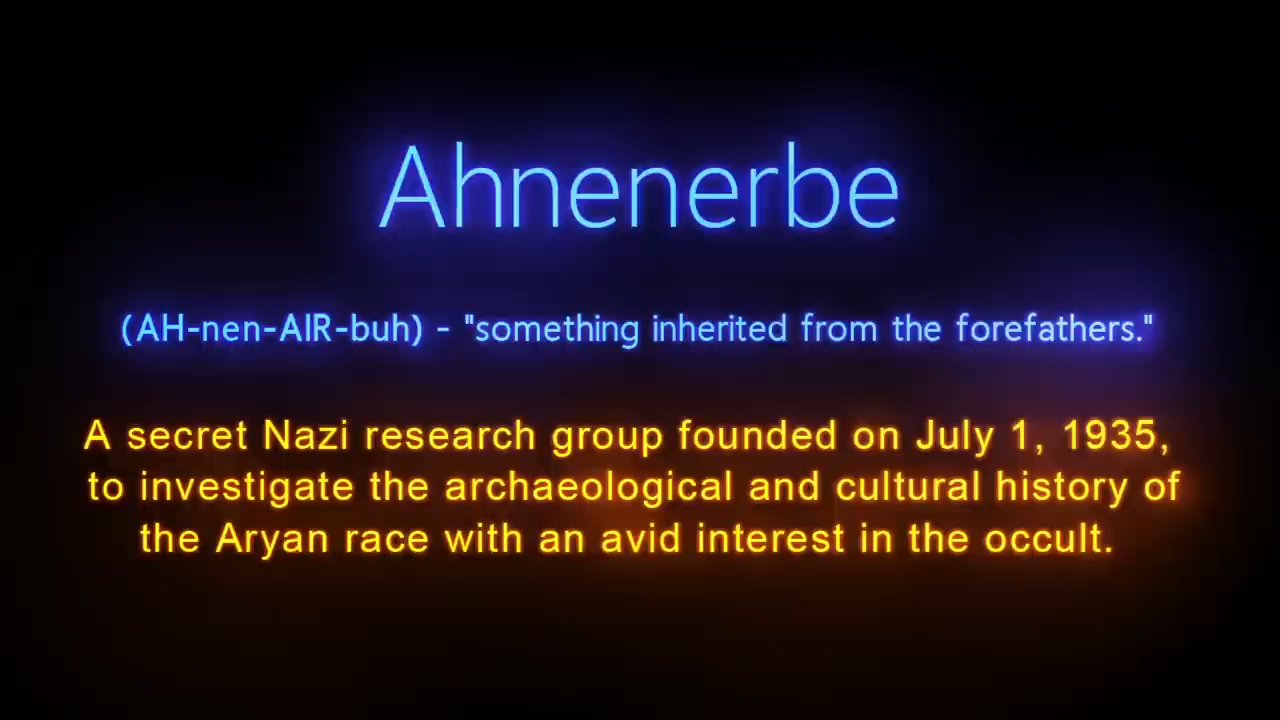 Ahnenerbe
(AH-nen-AIR-buh) - "something inherited from the forefathers."
A secret Nazi research group founded on July 1, 1935,
to investigate the archaeological and cultural history of
the Aryan race with an avid interest in the occult.